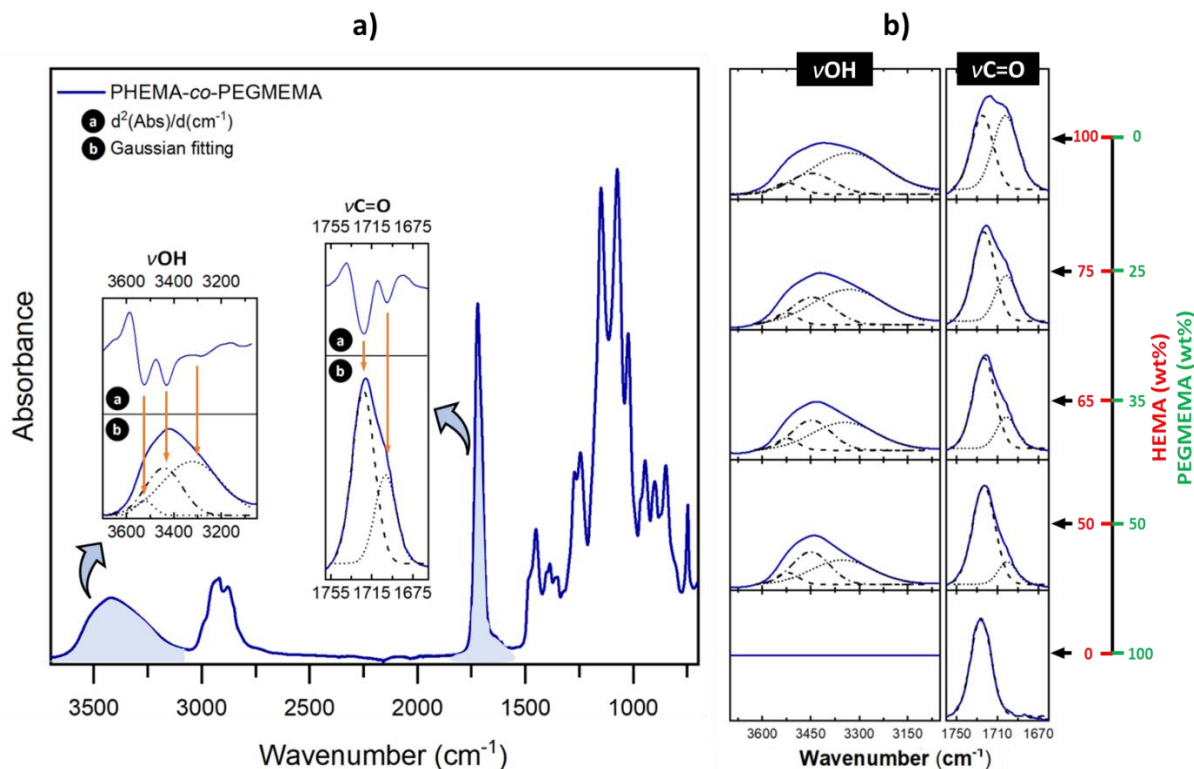 a)
PHEMA-co-PEGMEMA
a d²(Abs)/d(cm⁻¹)
b Gaussian fitting
νOH
3600 3400 3200
a
b
3600 3400 3200
νC=O
1755 1715 1675
a
b
1755 1715 1675
Absorbance
3500 3000 2500 2000 1500 1000
Wavenumber (cm⁻¹)
b)
νOH νC=O
100 0
75 25
65 35
50 50
0 100
HEMA (wt%)
PEGMEMA (wt%)
3600 3450 3300 3150 1750 1710 1670
Wavenumber (cm⁻¹)